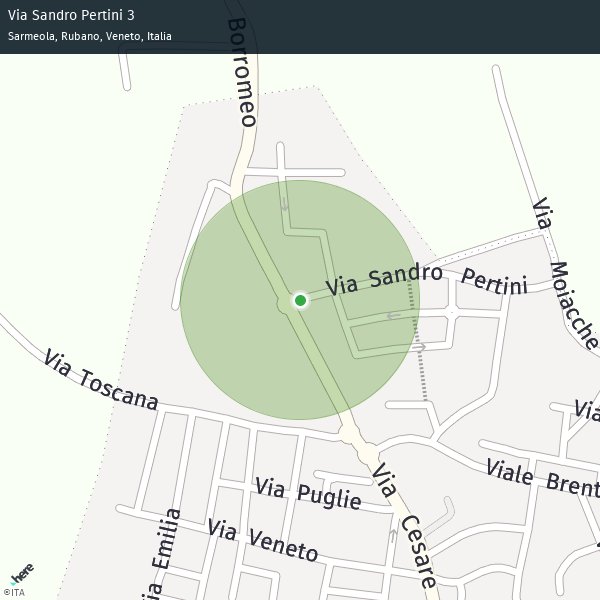 Via Sandro Pertini 3
Sarmeola, Rubano, Veneto, Italia
Borromeo
Via Moiacche
Via Sandro Pertini
Via Toscana
Via
Viale Brent
Via Puglie
Via Cesare
Via Veneto
ia Emilia
here
©ITA